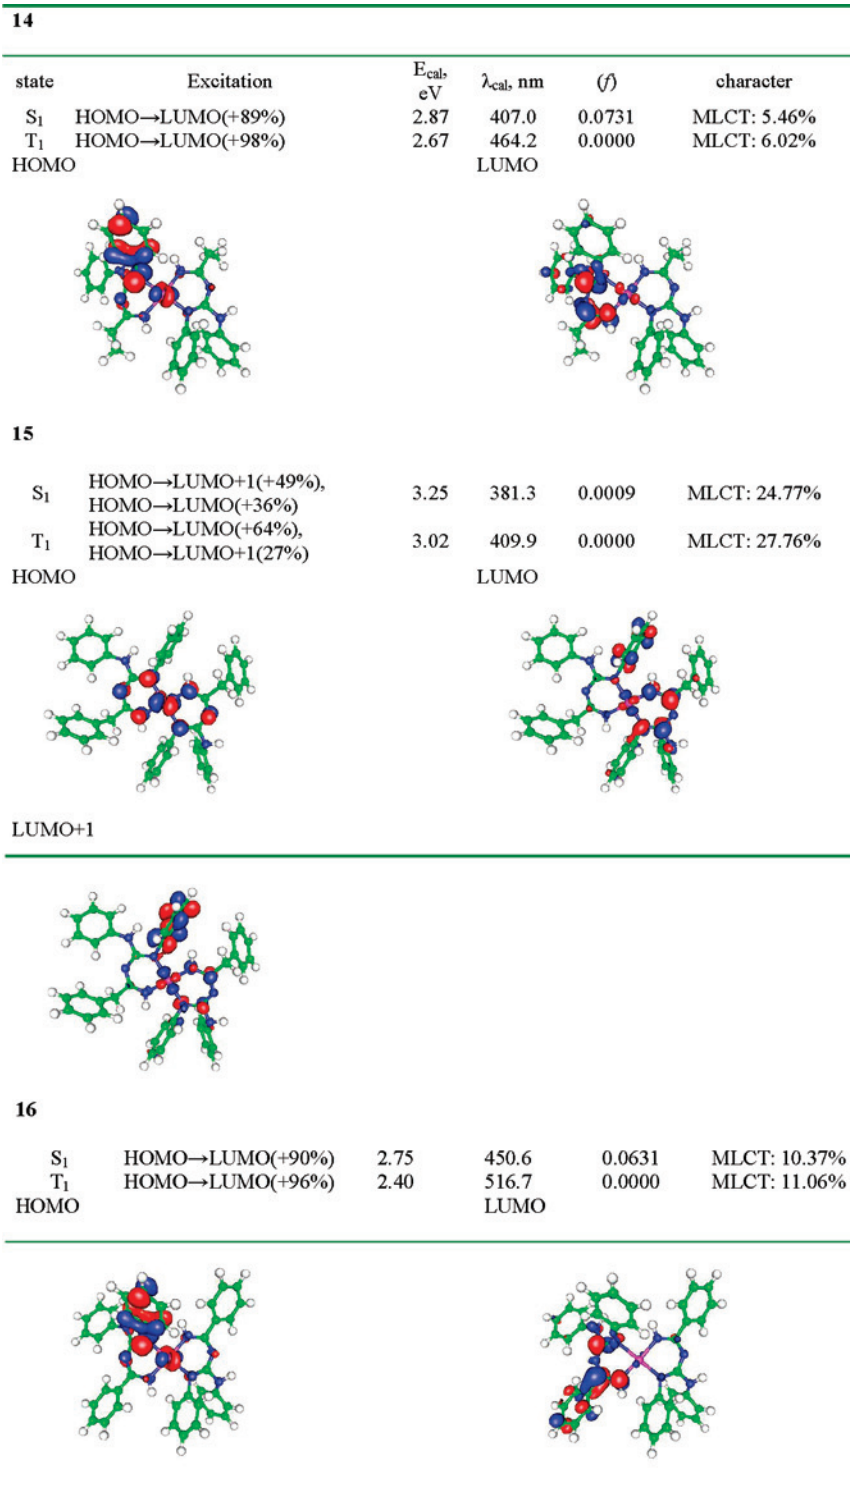 14
state Excitation E_cal, eV λ_cal, nm (f) character
S₁ HOMO→LUMO(+89%) 2.87 407.0 0.0731 MLCT: 5.46%
T₁ HOMO→LUMO(+98%) 2.67 464.2 0.0000 MLCT: 6.02%
HOMO LUMO
15
S₁ HOMO→LUMO+1(+49%), HOMO→LUMO(+36%) 3.25 381.3 0.0009 MLCT: 24.77%
T₁ HOMO→LUMO(+64%), HOMO→LUMO+1(27%) 3.02 409.9 0.0000 MLCT: 27.76%
HOMO LUMO
LUMO+1
16
S₁ HOMO→LUMO(+90%) 2.75 450.6 0.0631 MLCT: 10.37%
T₁ HOMO→LUMO(+96%) 2.40 516.7 0.0000 MLCT: 11.06%
HOMO LUMO